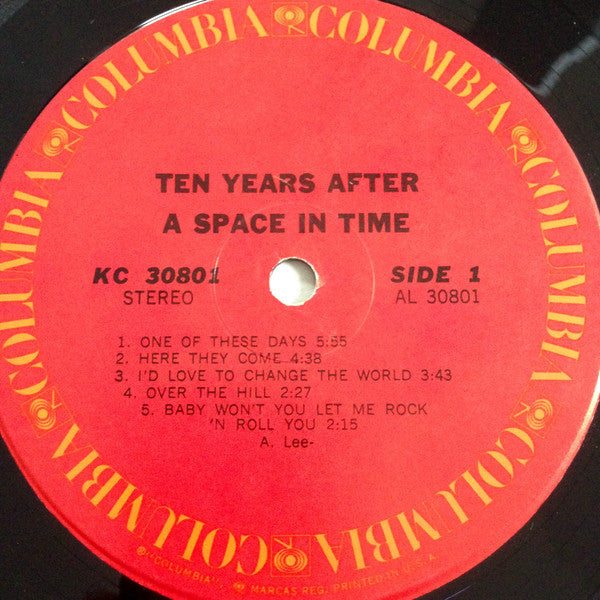 COLUMBIA COLUMBIA COLUMBIA COLUMBIA COLUMBIA COLUMBIA
TEN YEARS AFTER
A SPACE IN TIME
KC 30801 SIDE 1
STEREO AL 30801
1. ONE OF THESE DAYS 5:55
2. HERE THEY COME 4:38
3. I'D LOVE TO CHANGE THE WORLD 3:43
4. OVER THE HILL 2:27
5. BABY WON'T YOU LET ME ROCK
'N ROLL YOU 2:15
A. Lee-
"COLUMBIA", MARCAS REG. PRINTED IN U.S.A.